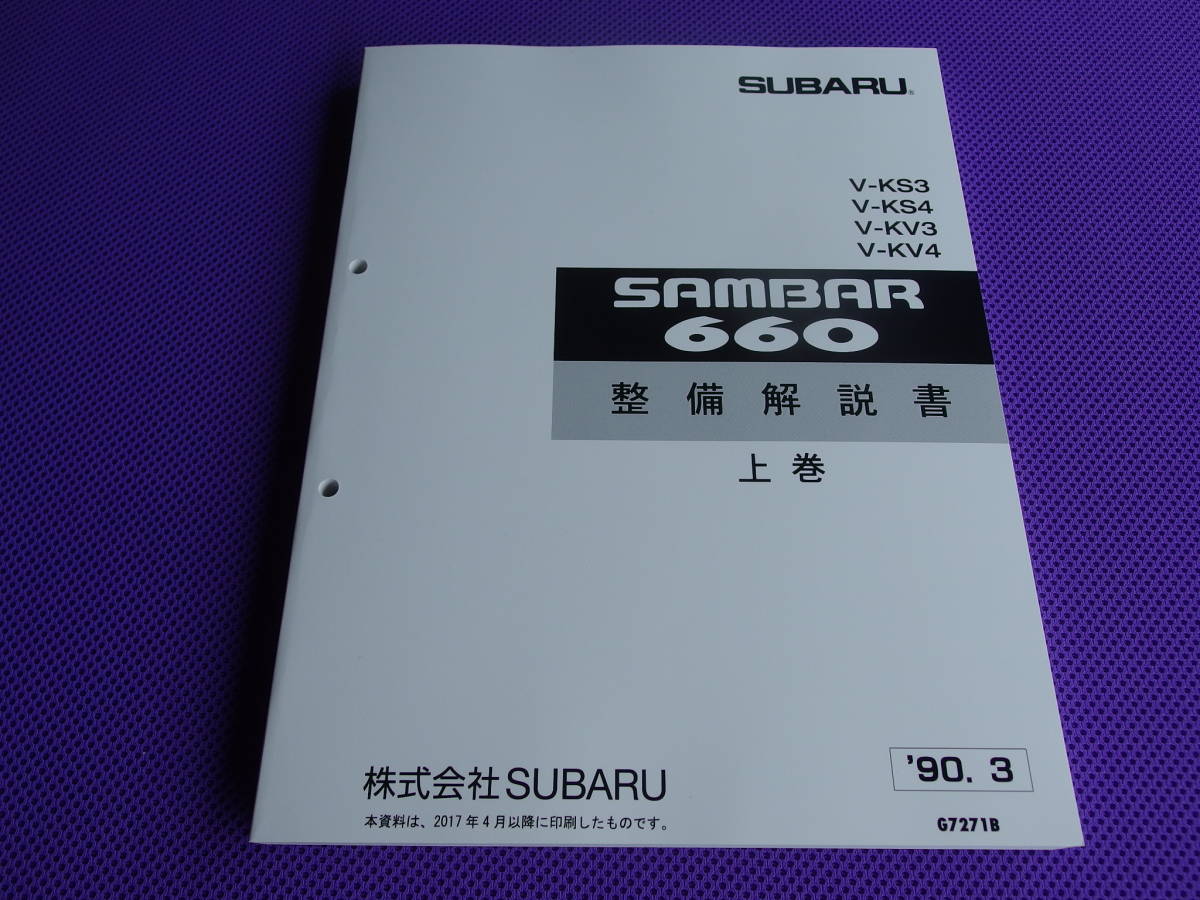 SUBARU®
V-KS3
V-KS4
V-KV3
V-KV4
SAMBAR
660
整備解説書
上巻
'90. 3
株式会社SUBARU
本資料は、2017年4月以降に印刷したものです。
G7271B